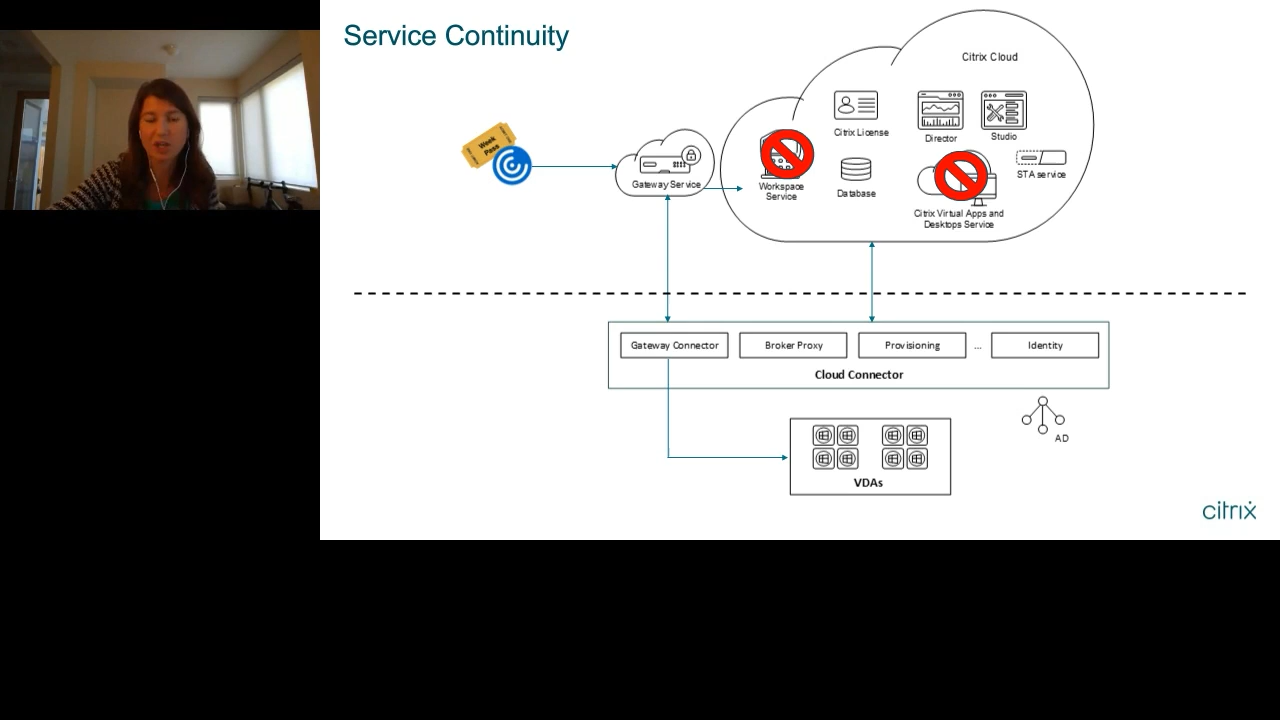 Service Continuity
Citrix Cloud
Citrix License
Director
Studio
Week
Pass
Gateway Service
Workspace
Service
Database
STA service
Citrix Virtual Apps and
Desktops Service
Gateway Connector
Broker Proxy
Provisioning
...
Identity
Cloud Connector
AD
VDAs
citrix